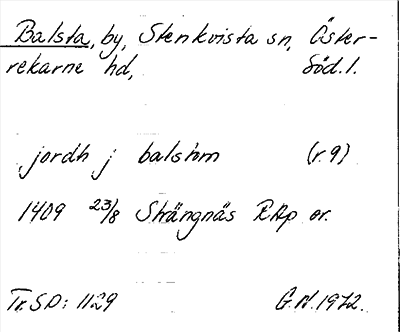 Balsta, by, Stenkvista sn, Öster-
rekarne hd, Söd. l.
jordh j balstom (r. 9)
1409 23/8 Strängnäs RAp or.
Tr. SD: 1129 G.N. 1972.